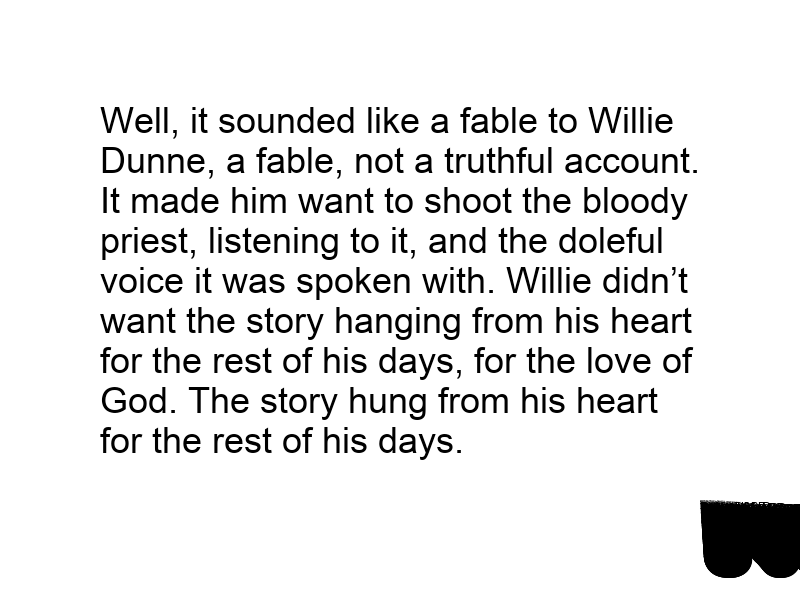 Well, it sounded like a fable to Willie
Dunne, a fable, not a truthful account.
It made him want to shoot the bloody
priest, listening to it, and the doleful
voice it was spoken with. Willie didn’t
want the story hanging from his heart
for the rest of his days, for the love of
God. The story hung from his heart
for the rest of his days.